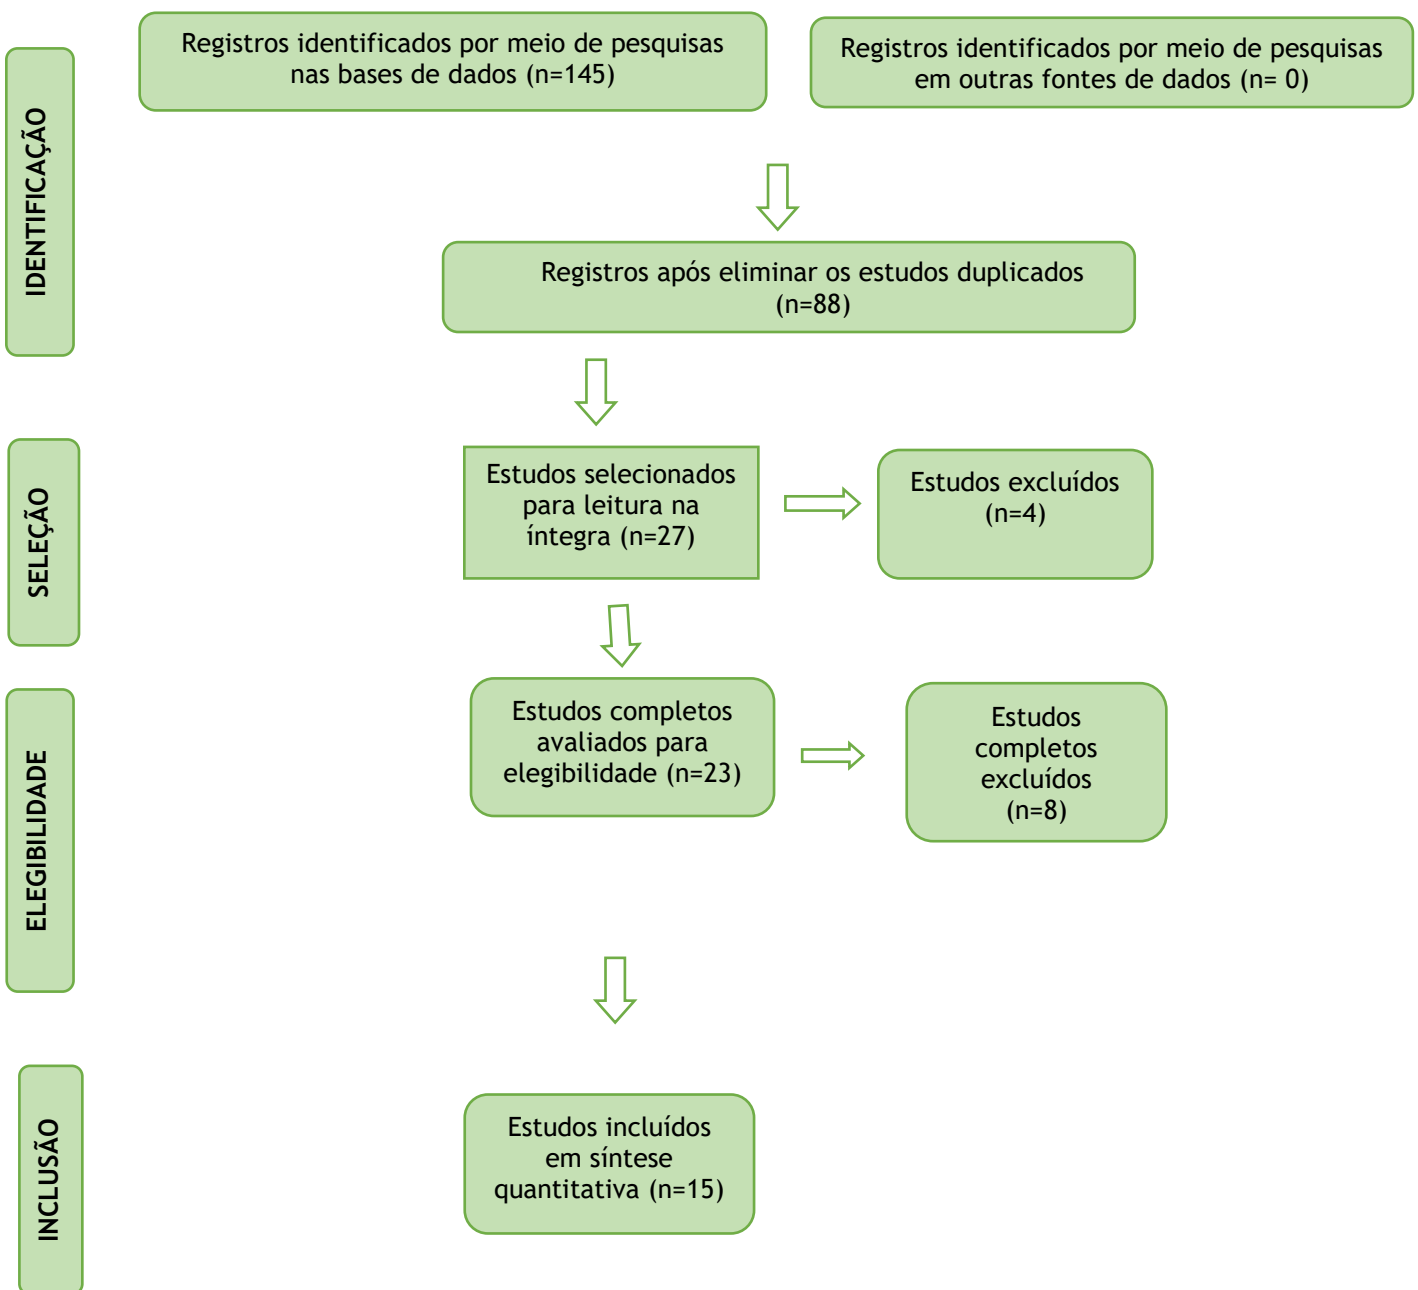 IDENTIFICAÇÃO
Registros identificados por meio de pesquisas
nas bases de dados (n=145)
Registros identificados por meio de pesquisas
em outras fontes de dados (n= 0)
Registros após eliminar os estudos duplicados
(n=88)
SELEÇÃO
Estudos selecionados
para leitura na
íntegra (n=27)
Estudos excluídos
(n=4)
ELEGIBILIDADE
Estudos completos
avaliados para
elegibilidade (n=23)
Estudos
completos
excluídos
(n=8)
INCLUSÃO
Estudos incluídos
em síntese
quantitativa (n=15)